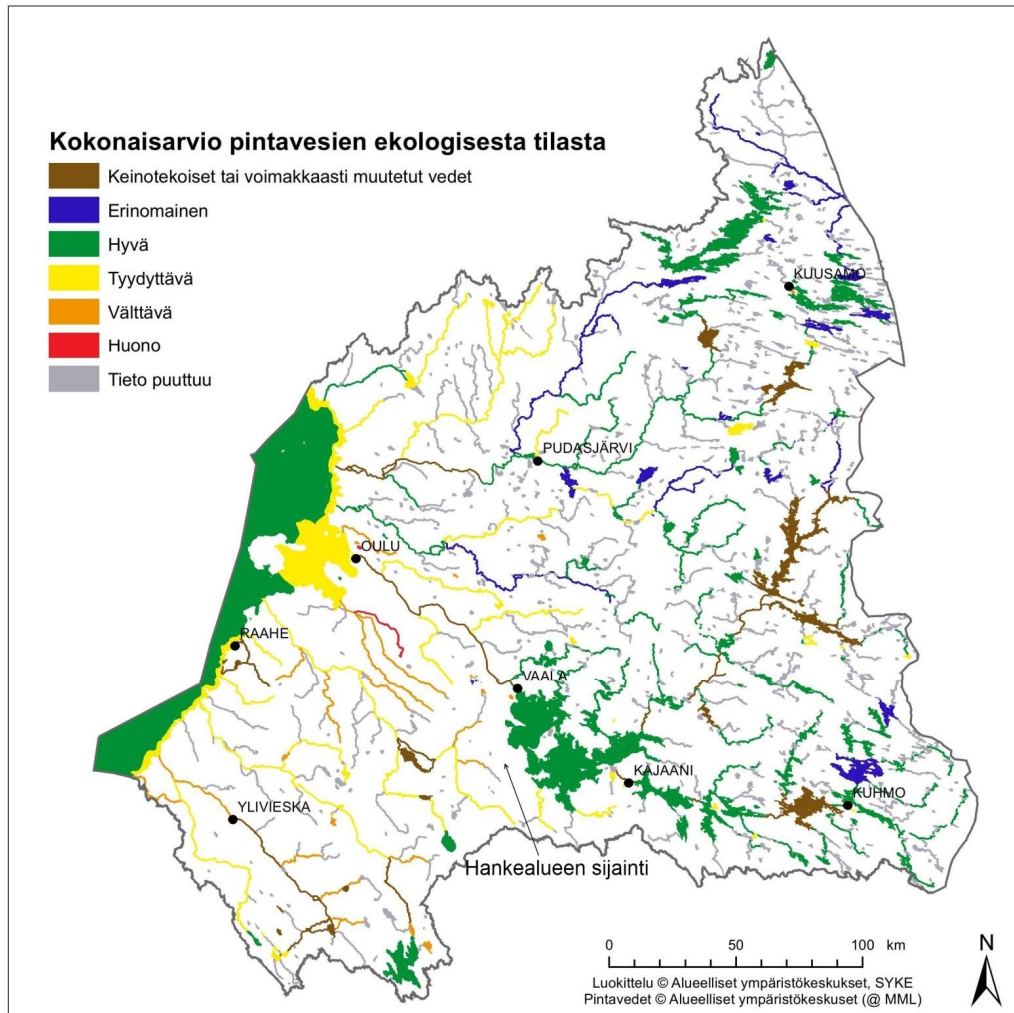 Kokonaisarvio pintavesien ekologisesta tilasta
Keinotekoiset tai voimakkaasti muutetut vedet
Erinomainen
Hyvä
Tyydyttävä
Välttävä
Huono
Tieto puuttuu
KUUSAMO
PUDASJÄRVI
OULU
RAAHE
VAALA
KAJAANI
KUHMO
YLIVIESKA
Hankealueen sijainti
0 50 100 km
N
Luokittelu © Alueelliset ympäristökeskukset, SYKE
Pintavedet © Alueelliset ympäristökeskuset (@ MML)